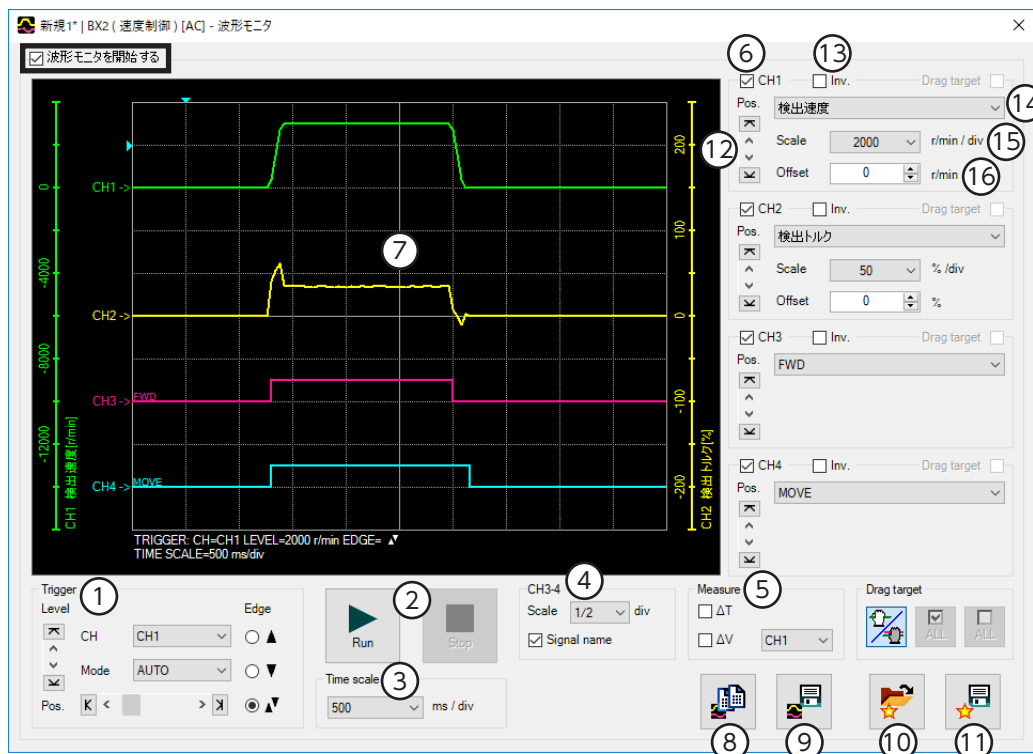 新規1* | BX2 ( 速度制御 ) [AC] - 波形モニタ
波形モニタを開始する
CH1 ->
CH2 ->
CH3 ->
FWD
CH4 ->
MOVE
0
-4000
-8000
-12000
CH1 検出速度[r/min]
200
100
0
-100
-200
CH2 検出トルク[%]
TRIGGER: CH=CH1 LEVEL=2000 r/min EDGE=
TIME SCALE=500 ms/div
⑦
⑥ ⑬
CH1 Inv. Drag target
Pos. 検出速度 ⑭
⑫ Scale 2000 r/min / div ⑮
Offset 0 r/min ⑯
CH2 Inv. Drag target
Pos. 検出トルク
Scale 50 % /div
Offset 0 %
CH3 Inv. Drag target
Pos. FWD
CH4 Inv. Drag target
Pos. MOVE
Trigger ①
Level Edge
CH CH1
Mode AUTO
Pos.
② Run Stop
Time scale ③
500 ms / div
CH3-4 ④
Scale 1/2 div
Signal name
Measure ⑤
ΔT
ΔV CH1
Drag target
ALL ALL
⑧ ⑨ ⑩ ⑪